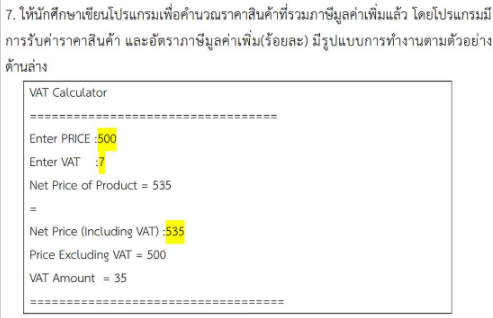 7. ให้นักศึกษาเขียนโปรแกรมเพื่อคำนวณราคาสินค้าที่รวมภาษีมูลค่าเพิ่มแล้ว โดยโปรแกรมมี
การรับค่าราคาสินค้า และอัตราภาษีมูลค่าเพิ่ม(ร้อยละ) มีรูปแบบการทำงานตามตัวอย่าง
ด้านล่าง
VAT Calculator
=================================
Enter PRICE :500
Enter VAT :7
Net Price of Product = 535
=
Net Price (Including VAT) :535
Price Excluding VAT = 500
VAT Amount = 35
==================================